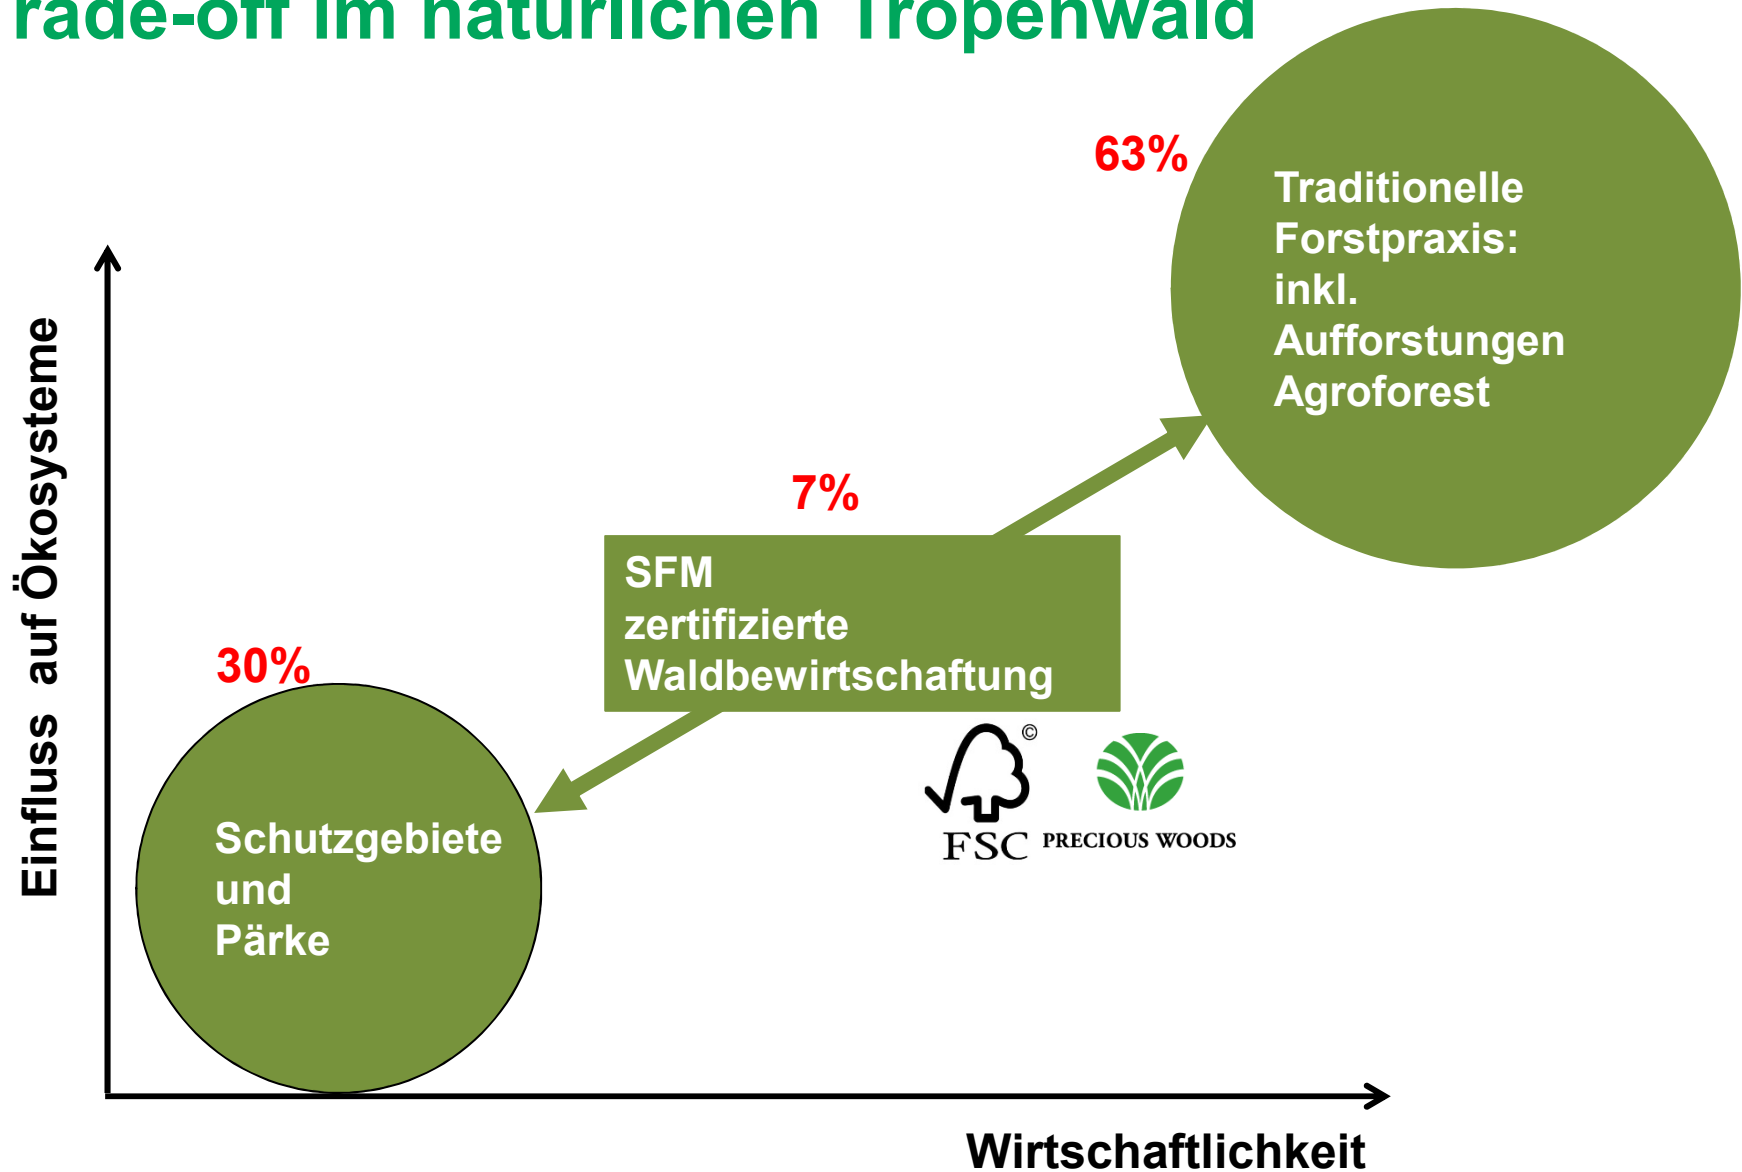 rade-off im natürlichen Tropenwald
63%
Traditionelle
Forstpraxis:
inkl.
Aufforstungen
Agroforest
Einfluss auf Ökosysteme
7%
SFM
zertifizierte
Waldbewirtschaftung
30%
©
FSC
PRECIOUS WOODS
Schutzgebiete
und
Pärke
Wirtschaftlichkeit